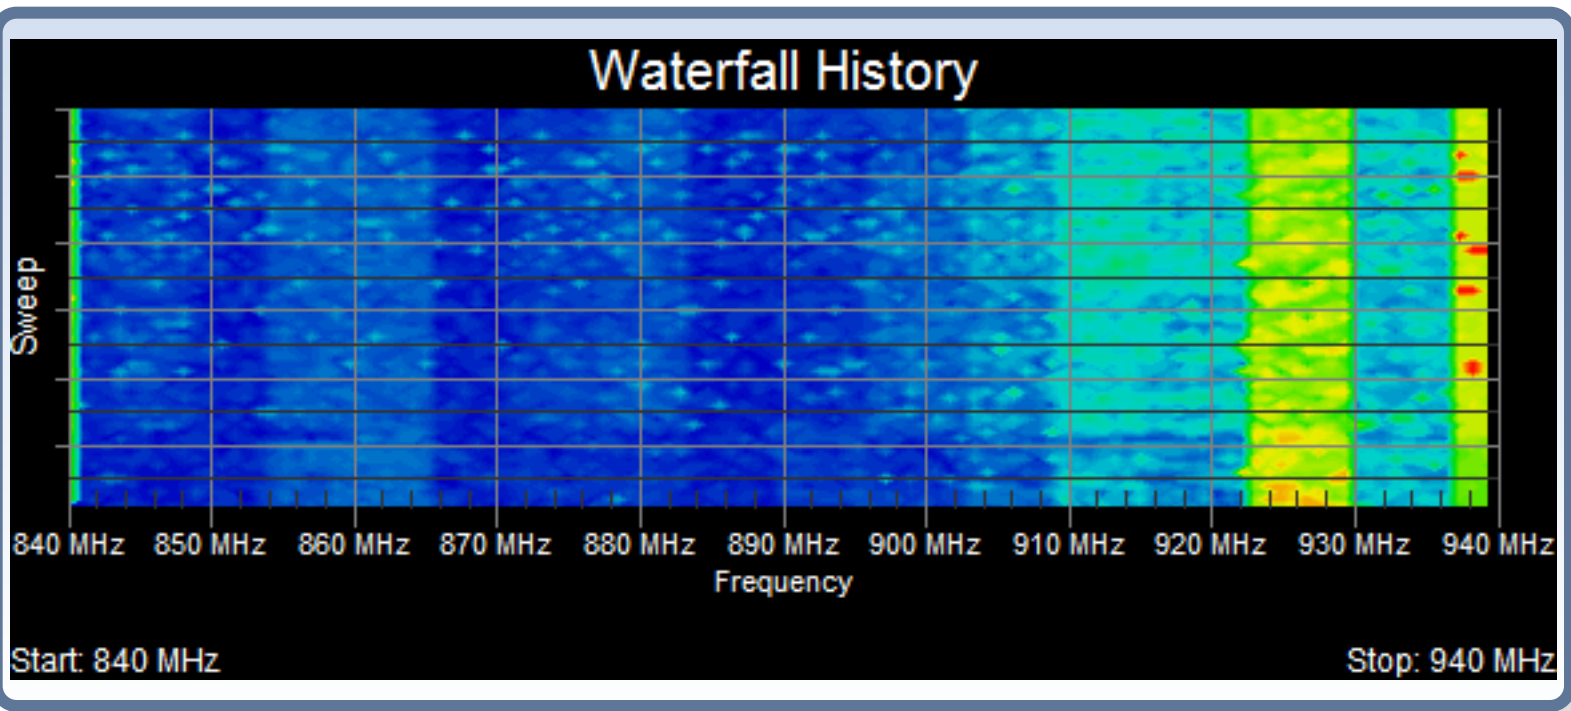 Waterfall History
Sweep
840 MHz 850 MHz 860 MHz 870 MHz 880 MHz 890 MHz 900 MHz 910 MHz 920 MHz 930 MHz 940 MHz
Frequency
Start: 840 MHz Stop: 940 MHz